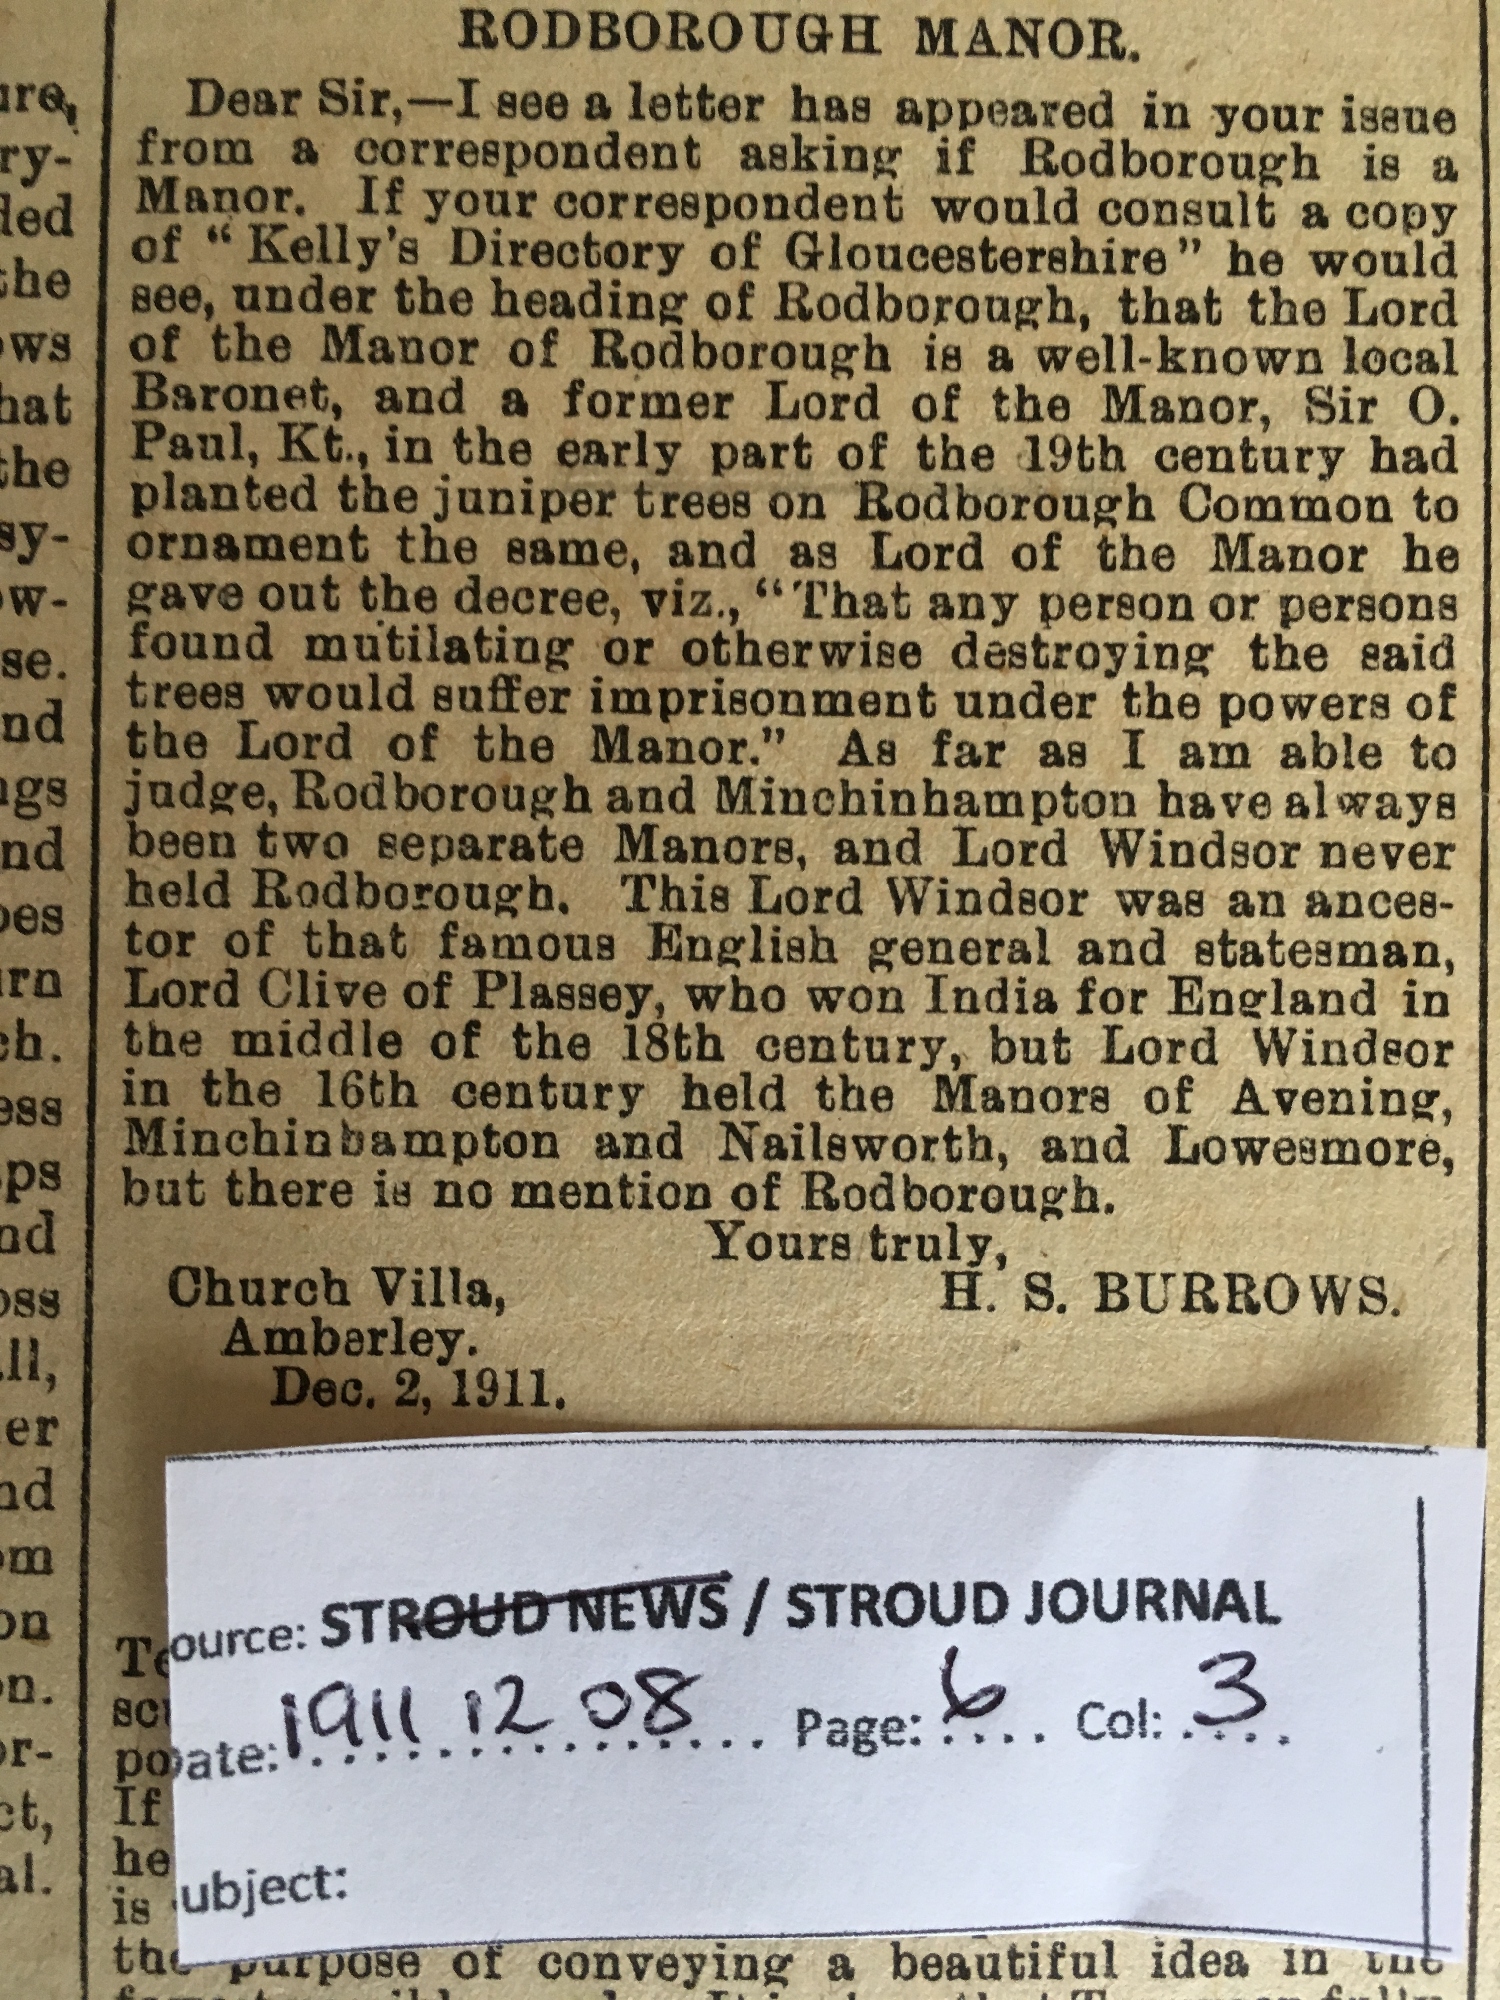 RODBOROUGH MANOR.
Dear Sir,—I see a letter has appeared in your issue
from a correspondent asking if Rodborough is a
Manor. If your correspondent would consult a copy
of “Kelly's Directory of Gloucestershire” he would
see, under the heading of Rodborough, that the Lord
of the Manor of Rodborough is a well-known local
Baronet, and a former Lord of the Manor, Sir O.
Paul, Kt., in the early part of the 19th century had
planted the juniper trees on Rodborough Common to
ornament the same, and as Lord of the Manor he
gave out the decree, viz., “That any person or persons
found mutilating or otherwise destroying the said
trees would suffer imprisonment under the powers of
the Lord of the Manor.” As far as I am able to
judge, Rodborough and Minchinhampton have always
been two separate Manors, and Lord Windsor never
held Rodborough. This Lord Windsor was an ances-
tor of that famous English general and statesman,
Lord Clive of Plassey, who won India for England in
the middle of the 18th century, but Lord Windsor
in the 16th century held the Manors of Avening,
Minchinhampton and Nailsworth, and Lowesmore,
but there is no mention of Rodborough.
Yours truly,
Church Villa, H. S. BURROWS.
Amberley.
Dec. 2, 1911.
ource: STROUD NEWS / STROUD JOURNAL
Date: 1911 12 08 Page: 6 Col: 3
ubject:
If
he
is
the purpose of conveying a beautiful idea in the